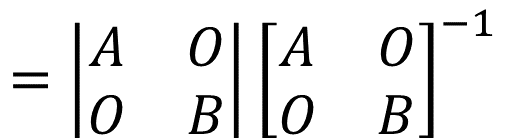 = |A O| [A O]⁻¹
|O B| [O B]